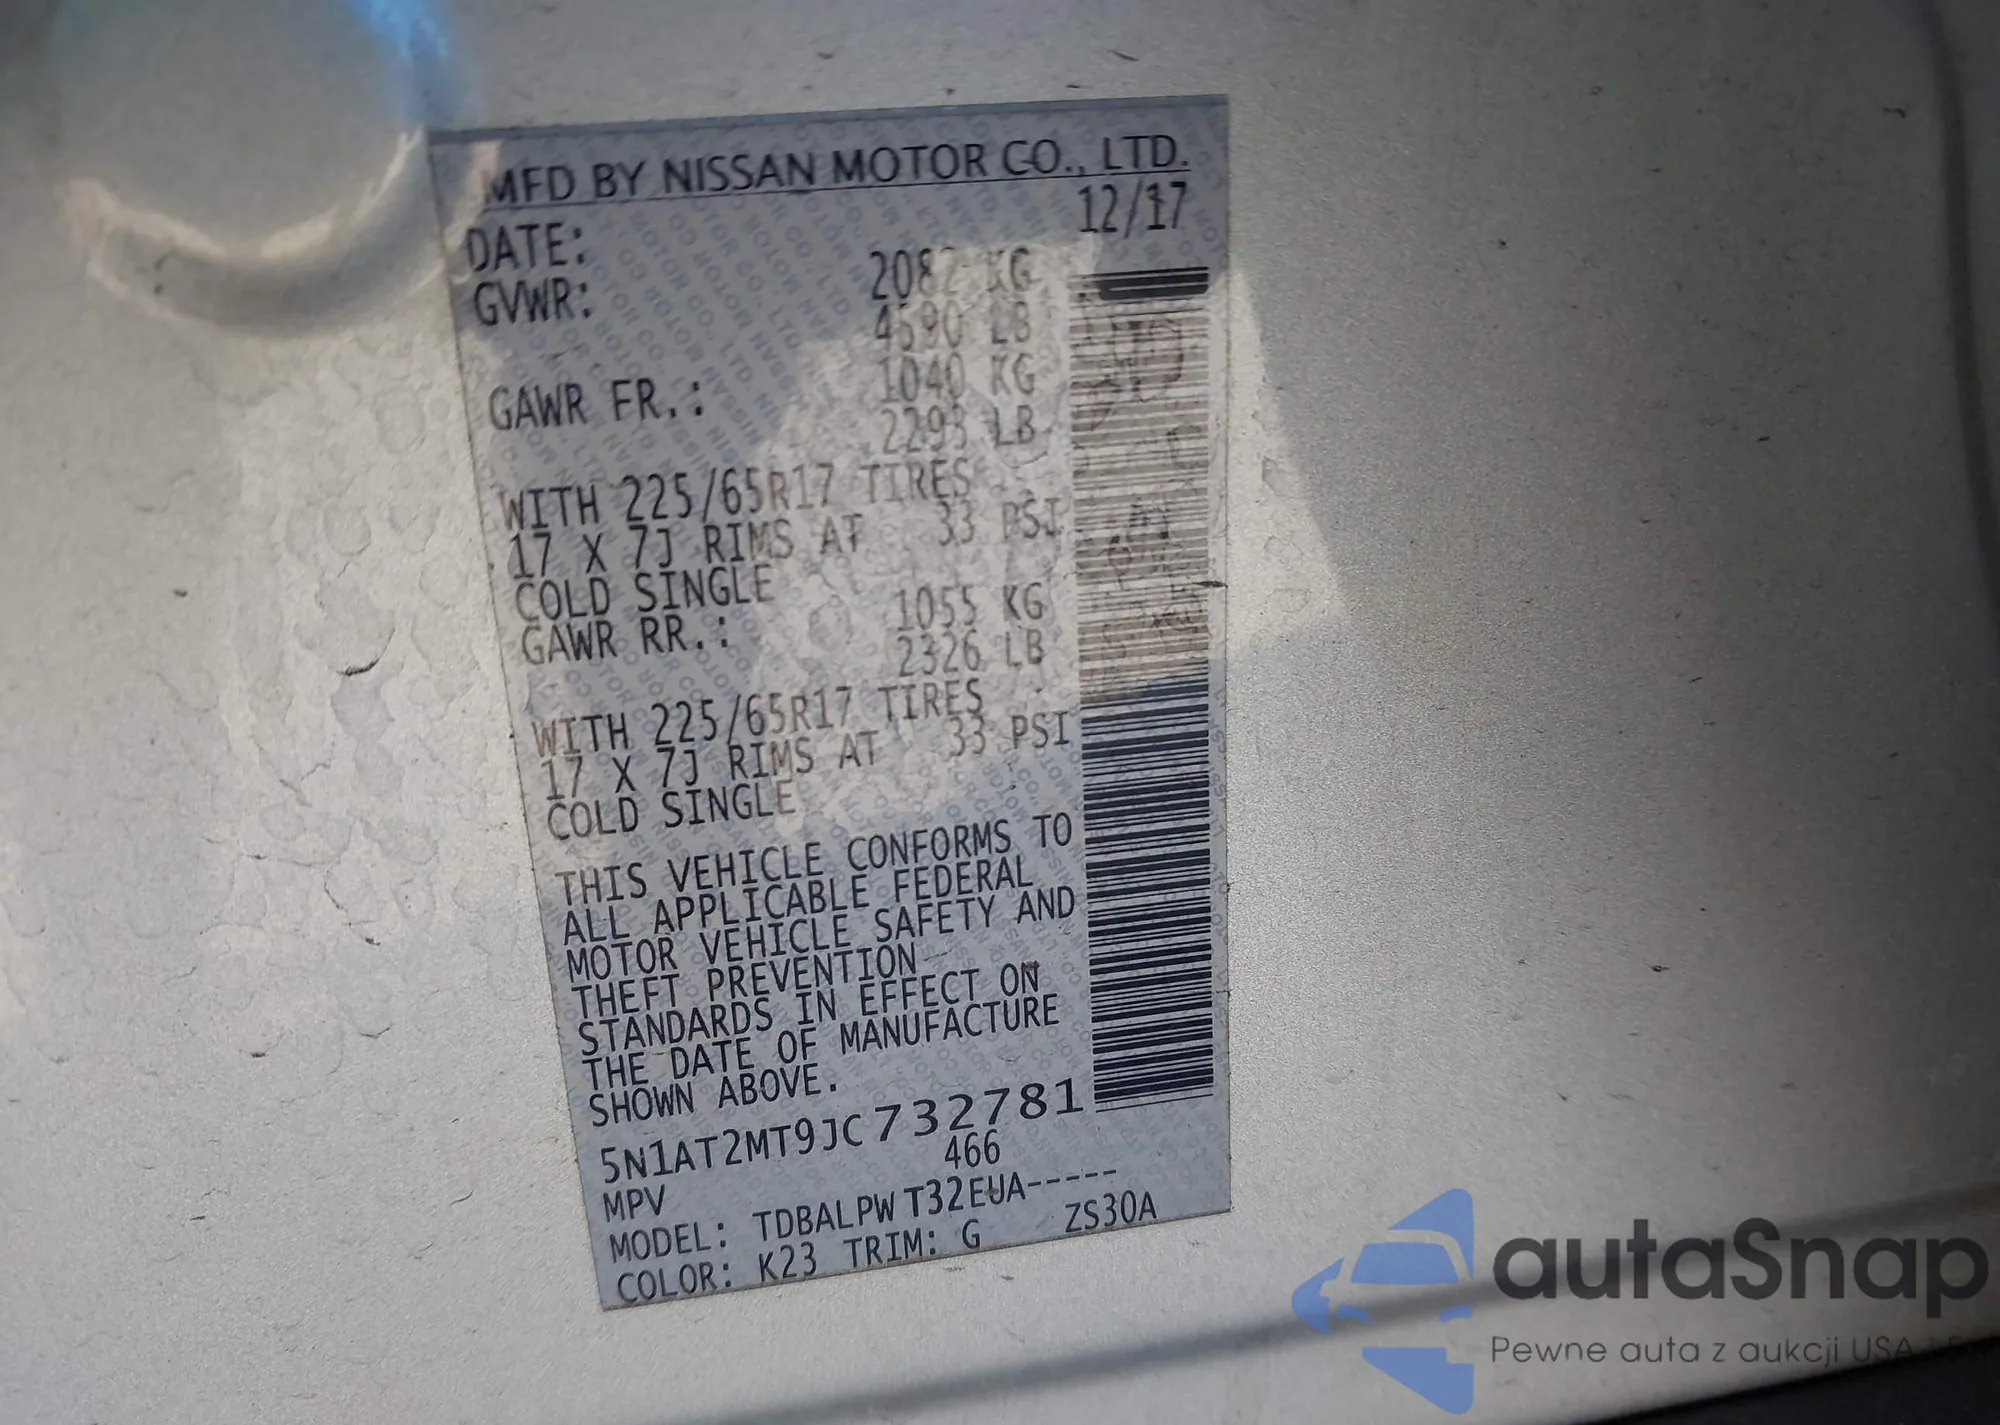 MFD BY NISSAN MOTOR CO., LTD.
DATE: 12/17
GVWR: 2082 KG
4590 LB
GAWR FR.: 1040 KG
2293 LB
WITH 225/65R17 TIRES
17 X 7J RIMS AT 33 PSI
COLD SINGLE
GAWR RR.: 1055 KG
2326 LB
WITH 225/65R17 TIRES
17 X 7J RIMS AT 33 PSI
COLD SINGLE
THIS VEHICLE CONFORMS TO
ALL APPLICABLE FEDERAL
MOTOR VEHICLE SAFETY AND
THEFT PREVENTION
STANDARDS IN EFFECT ON
THE DATE OF MANUFACTURE
SHOWN ABOVE.
5N1AT2MT9JC732781
MPV 466
MODEL: TDBALPWT32EUA-----
COLOR: K23 TRIM: G ZS30A
autaSnap
Pewne auta z aukcji USA i